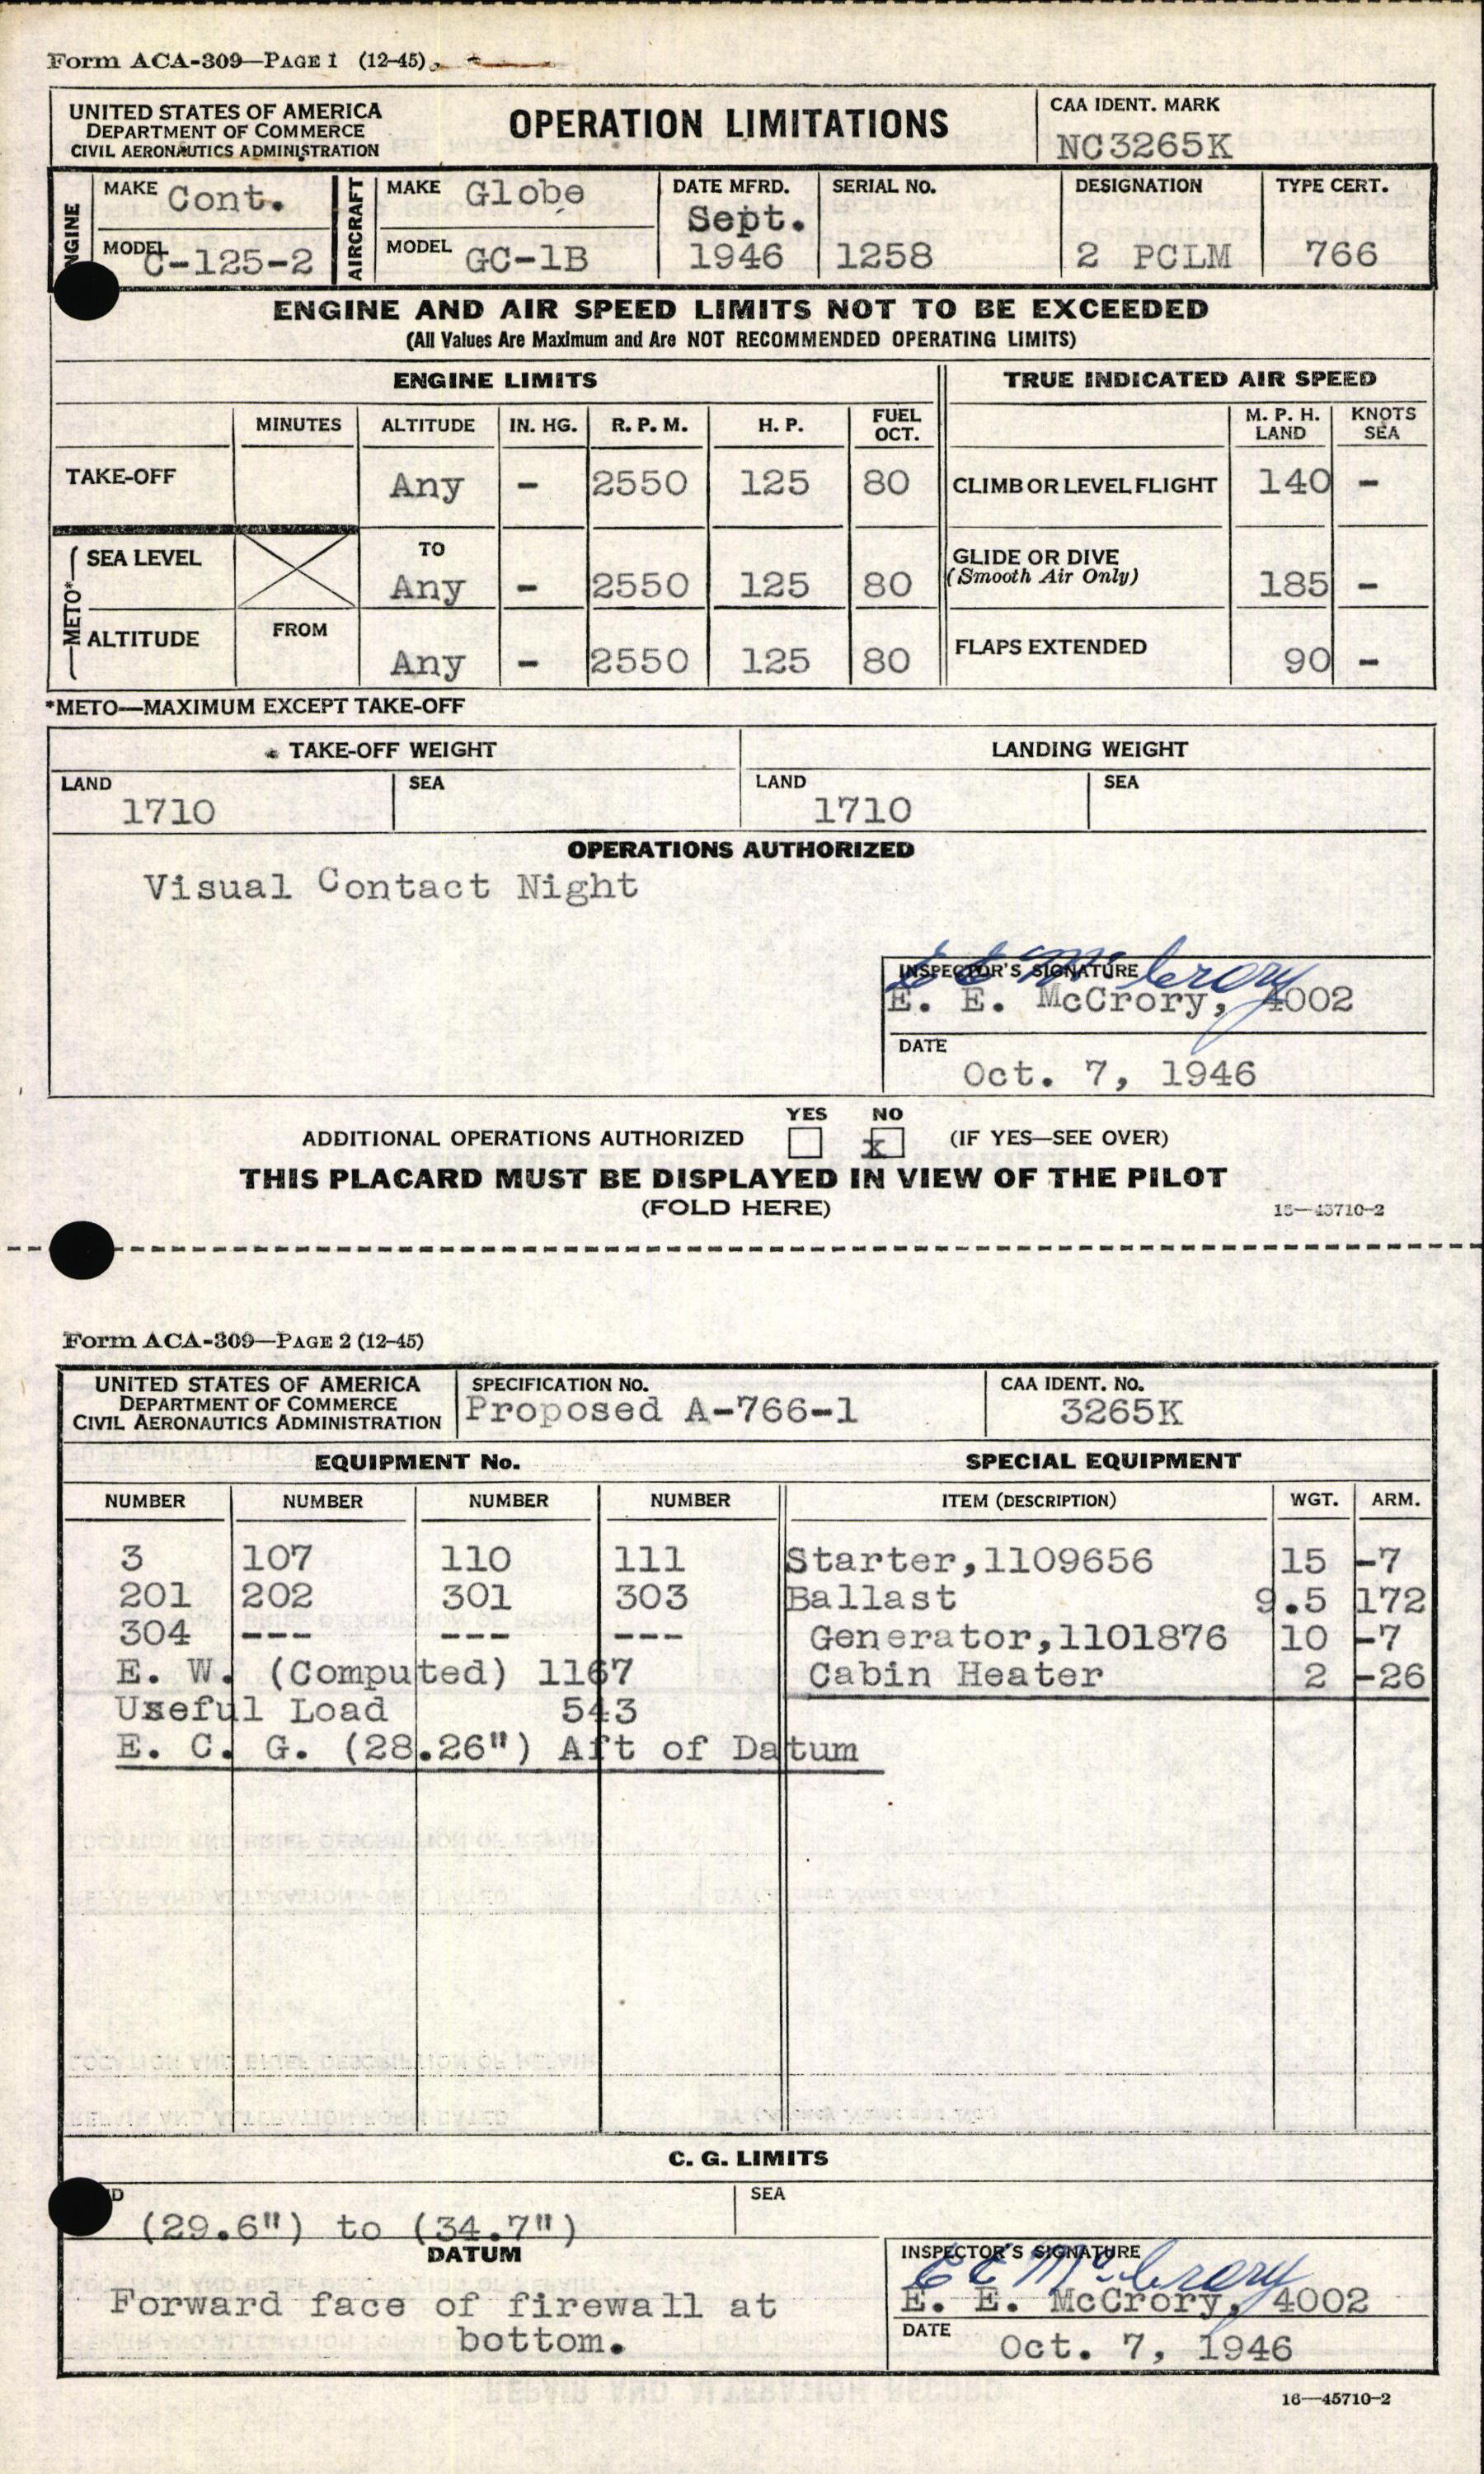 Form ACA-309—PAGE 1 (12-45)
UNITED STATES OF AMERICA
DEPARTMENT OF COMMERCE
CIVIL AERONAUTICS ADMINISTRATION
OPERATION LIMITATIONS
CAA IDENT. MARK
NC3265K
MAKE Cont.
AIRCRAFT
MAKE Globe
DATE MFRD.
Sept.
1946
SERIAL NO.
1258
DESIGNATION
2 PCLM
TYPE CERT.
766
MODEL C-125-2
MODEL GC-1B
ENGINE AND AIR SPEED LIMITS NOT TO BE EXCEEDED
(All Values Are Maximum and Are NOT RECOMMENDED OPERATING LIMITS)
ENGINE LIMITS TRUE INDICATED AIR SPEED
MINUTES ALTITUDE IN. HG. R. P. M. H. P. FUEL OCT. M. P. H. LAND KNOTS SEA
TAKE-OFF Any - 2550 125 80 CLIMB OR LEVEL FLIGHT 140 -
METO*
SEA LEVEL TO Any - 2550 125 80 GLIDE OR DIVE (Smooth Air Only) 185 -
ALTITUDE FROM Any - 2550 125 80 FLAPS EXTENDED 90 -
*METO—MAXIMUM EXCEPT TAKE-OFF
TAKE-OFF WEIGHT LANDING WEIGHT
LAND SEA LAND SEA
1710 1710
OPERATIONS AUTHORIZED
Visual Contact Night
E E McCrory
INSPECTOR'S SIGNATURE
E. E. McCrory, 4002
DATE
Oct. 7, 1946
YES NO
ADDITIONAL OPERATIONS AUTHORIZED x (IF YES—SEE OVER)
THIS PLACARD MUST BE DISPLAYED IN VIEW OF THE PILOT
(FOLD HERE) 16—45710-2
Form ACA-309—PAGE 2 (12-45)
UNITED STATES OF AMERICA
DEPARTMENT OF COMMERCE
CIVIL AERONAUTICS ADMINISTRATION
SPECIFICATION NO.
Proposed A-766-1
CAA IDENT. NO.
3265K
EQUIPMENT No. SPECIAL EQUIPMENT
NUMBER NUMBER NUMBER NUMBER ITEM (DESCRIPTION) WGT. ARM.
3 107 110 111 Starter,1109656 15 -7
201 202 301 303 Ballast 9.5 172
304 --- --- --- Generator,1101876 10 -7
E. W. (Computed) 1167 Cabin Heater 2 -26
Useful Load 543
E. C. G. (28.26") Aft of Datum
C. G. LIMITS
SEA
(29.6") to (34.7")
DATUM
Forward face of firewall at
bottom.
INSPECTOR'S SIGNATURE
E E McCrory
E. E. McCrory, 4002
DATE
Oct. 7, 1946
16—45710-2